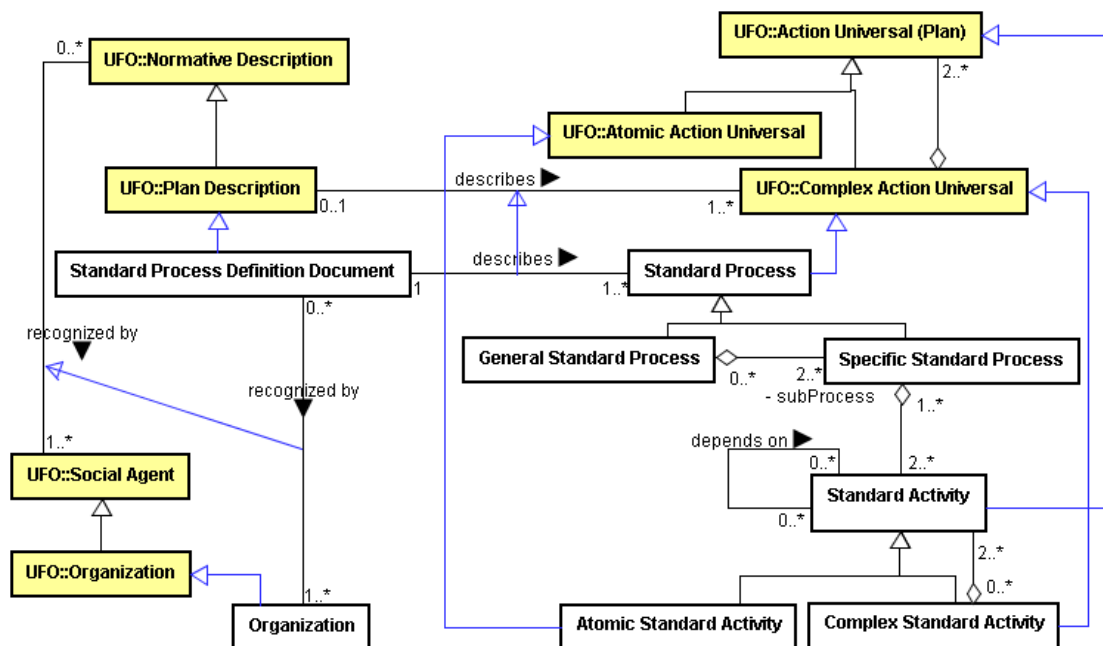 UFO::Action Universal (Plan)
0..*
UFO::Normative Description
2..*
UFO::Atomic Action Universal
UFO::Plan Description
describes ▶
UFO::Complex Action Universal
0..1
1..*
Standard Process Definition Document
describes ▶
Standard Process
1
1..*
0..*
recognized by
General Standard Process
Specific Standard Process
0..*
2..*
- subProcess
1..*
recognized by
1..*
depends on ▶
0..*
2..*
UFO::Social Agent
Standard Activity
0..*
2..*
UFO::Organization
0..*
1..*
Organization
Atomic Standard Activity
Complex Standard Activity